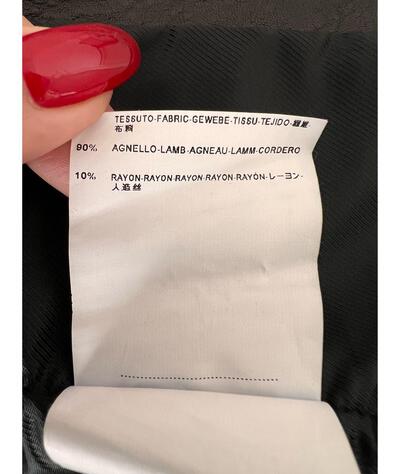 TESSUTO-FABRIC-GEWEBE-TISSU-TEJIDO-
布胸
90% AGNELLO-LAMB-AGNEAU-LAMM-CORDERO
10% RAYON-RAYON-RAYON-RAYON-RAYÓN-レーヨン-
人造丝